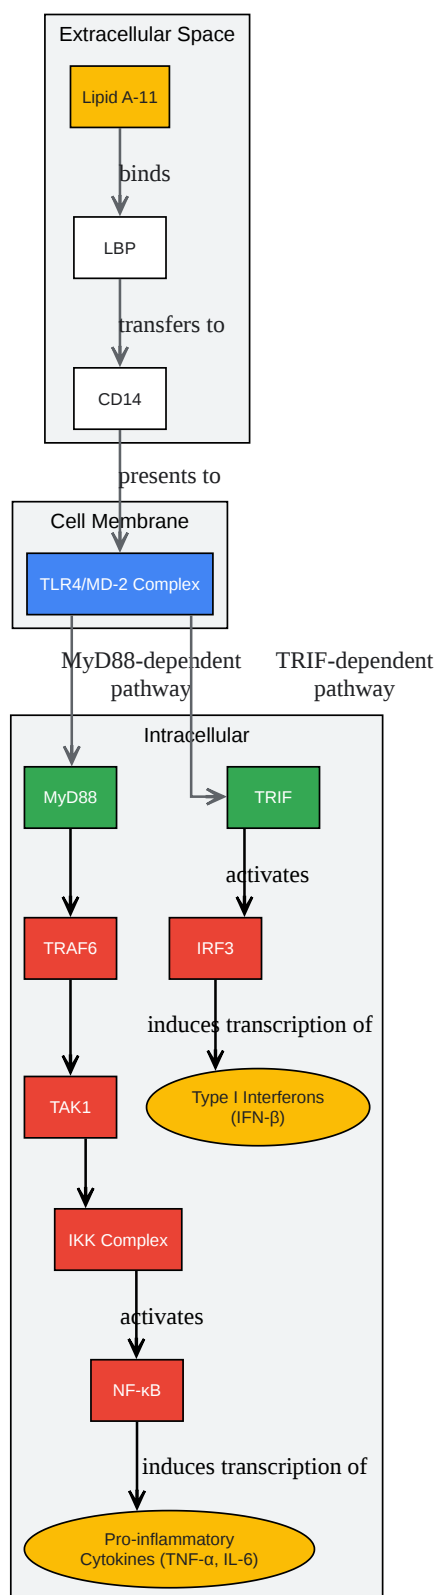 Extracellular Space
Lipid A-11
binds
LBP
transfers to
CD14
presents to
Cell Membrane
TLR4/MD-2 Complex
MyD88-dependent
pathway
TRIF-dependent
pathway
Intracellular
MyD88
TRIF
activates
TRAF6
IRF3
induces transcription of
TAK1
Type I Interferons
(IFN-β)
IKK Complex
activates
NF-κB
induces transcription of
Pro-inflammatory
Cytokines (TNF-α, IL-6)